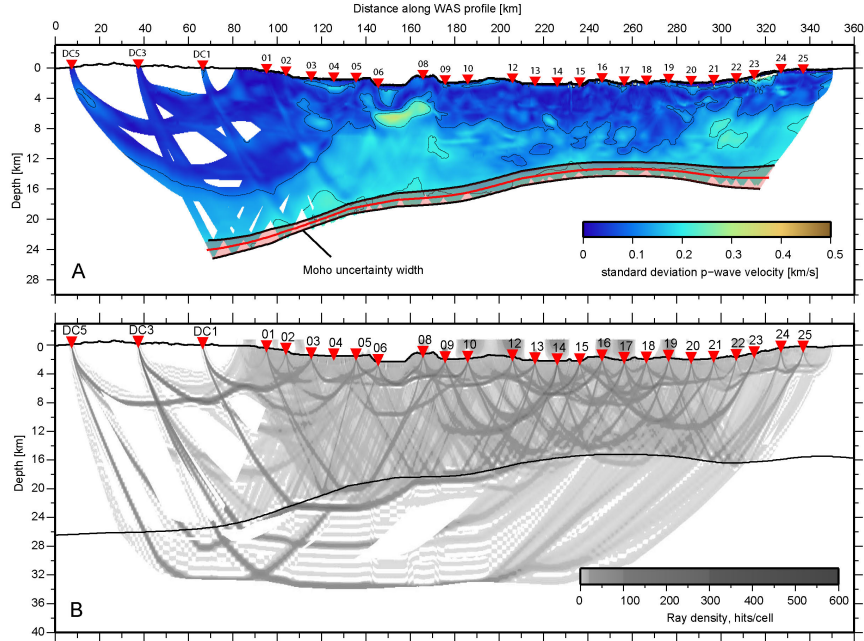 Distance along WAS profile [km]
0 20 40 60 80 100 120 140 160 180 200 220 240 260 280 300 320 340 360
DC5 DC3 DC1 01 02 03 04 05 06 08 09 10 12 13 14 15 16 17 18 19 20 21 22 23 24 25
0
4
8
12
16
20
24
28
Depth [km]
A
Moho uncertainty width
0 0.1 0.2 0.3 0.4 0.5
standard deviation p-wave velocity [km/s]
DC5 DC3 DC1 01 02 03 04 05 06 08 09 10 12 13 14 15 16 17 18 19 20 21 22 23 24 25
0
4
8
12
16
20
24
28
32
36
40
Depth [km]
B
0 100 200 300 400 500 600
Ray density, hits/cell